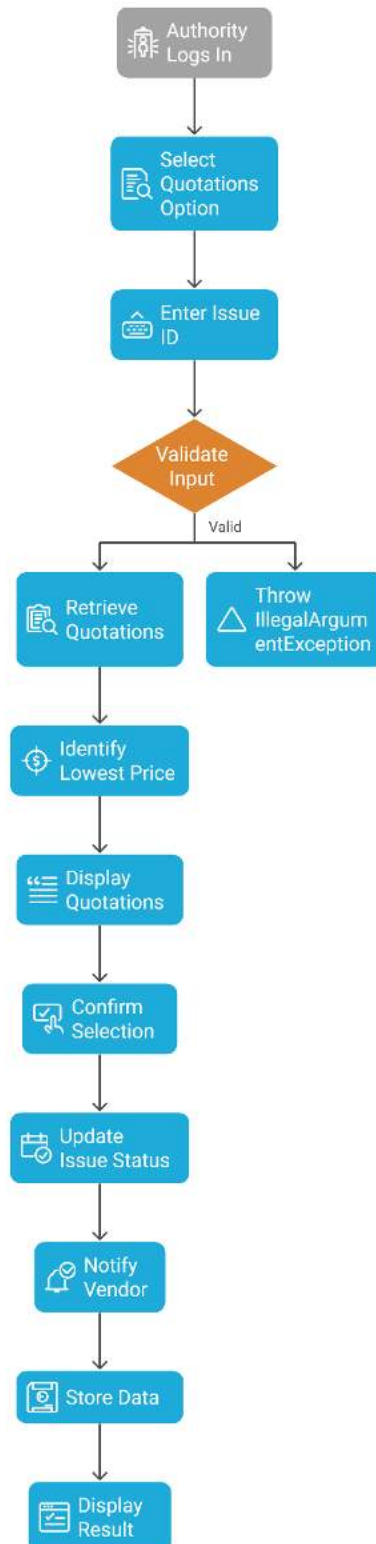 Authority
Logs In
Select
Quotations
Option
Enter Issue
ID
Validate
Input
Valid
Retrieve
Quotations
Throw
IllegalArgum
entException
Identify
Lowest Price
Display
Quotations
Confirm
Selection
Update
Issue Status
Notify
Vendor
Store Data
Display
Result